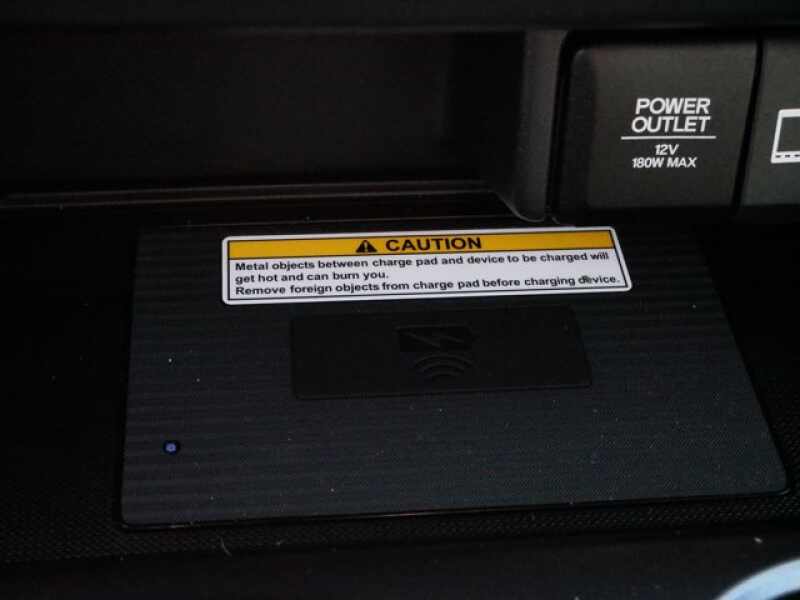 POWER
OUTLET
12V
180W MAX
CAUTION
Metal objects between charge pad and device to be charged will
get hot and can burn you.
Remove foreign objects from charge pad before charging device.